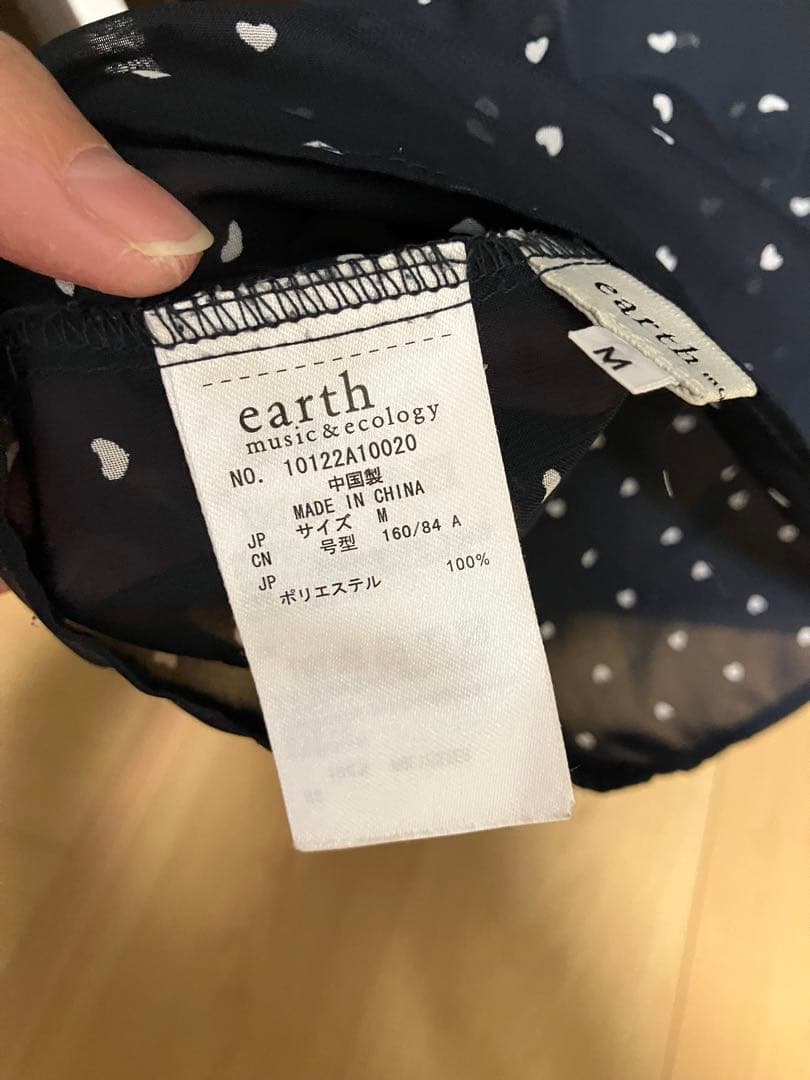 earth
music & ecology
NO. 10122A10020
中国製
MADE IN CHINA
JP サイズ M
CN 号型 160/84 A
JP
ポリエステル 100%
earth
M